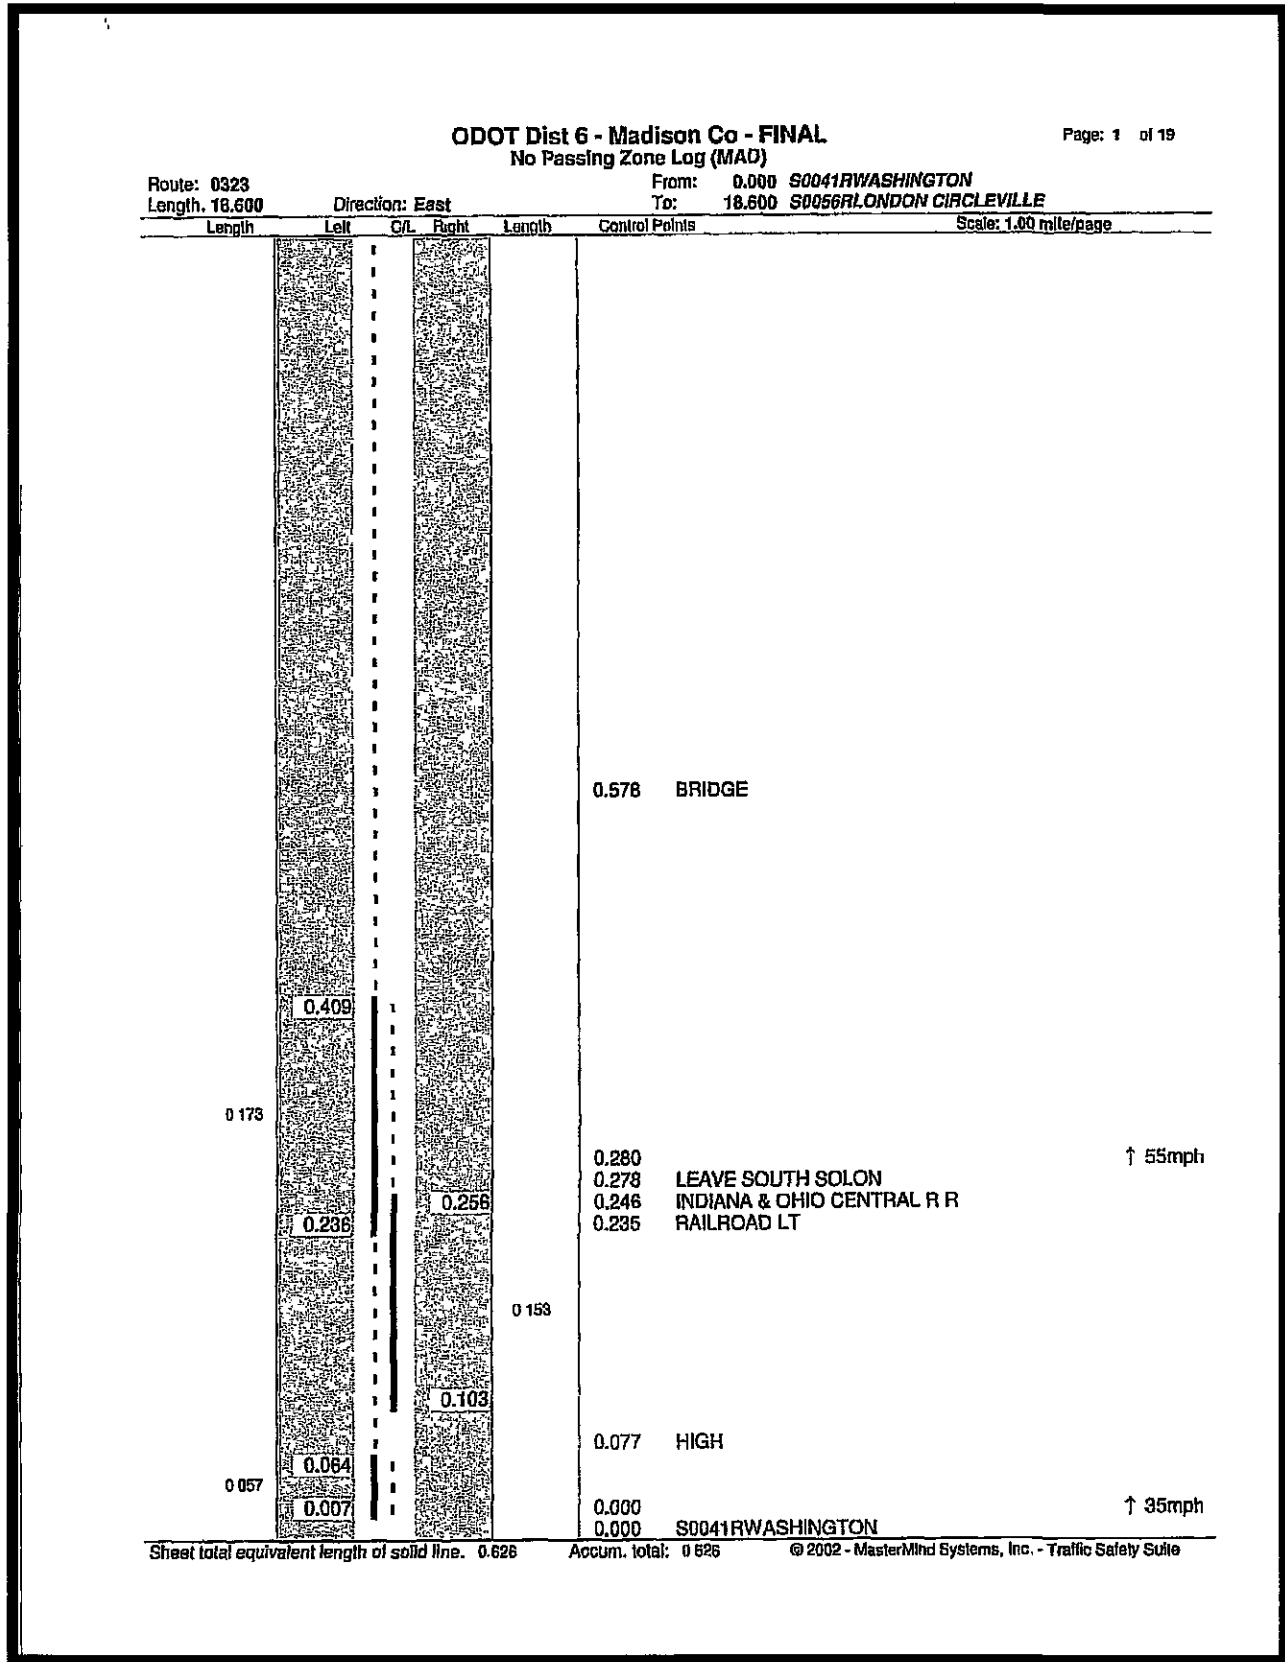 ODOT Dist 6 - Madison Co - FINAL
Page: 1 of 19
No Passing Zone Log (MAD)
Route: 0323
From: 0.000 S0041RWASHINGTON
Length. 18.600 Direction: East To: 18.600 S0056RLONDON CIRCLEVILLE
Length Left C/L Right Length Control Points Scale: 1.00 mile/page
0.578 BRIDGE
0.409
0 173
0.280 ↑ 55mph
0.278 LEAVE SOUTH SOLON
0.256 0.246 INDIANA & OHIO CENTRAL R R
0.236 0.235 RAILROAD LT
0 153
0.103
0.077 HIGH
0.064
0 057
0.007 0.000 ↑ 35mph
0.000 S0041RWASHINGTON
Sheet total equivalent length of solid line. 0.626 Accum. total: 0 626 © 2002 - MasterMind Systems, Inc. - Traffic Safety Suite